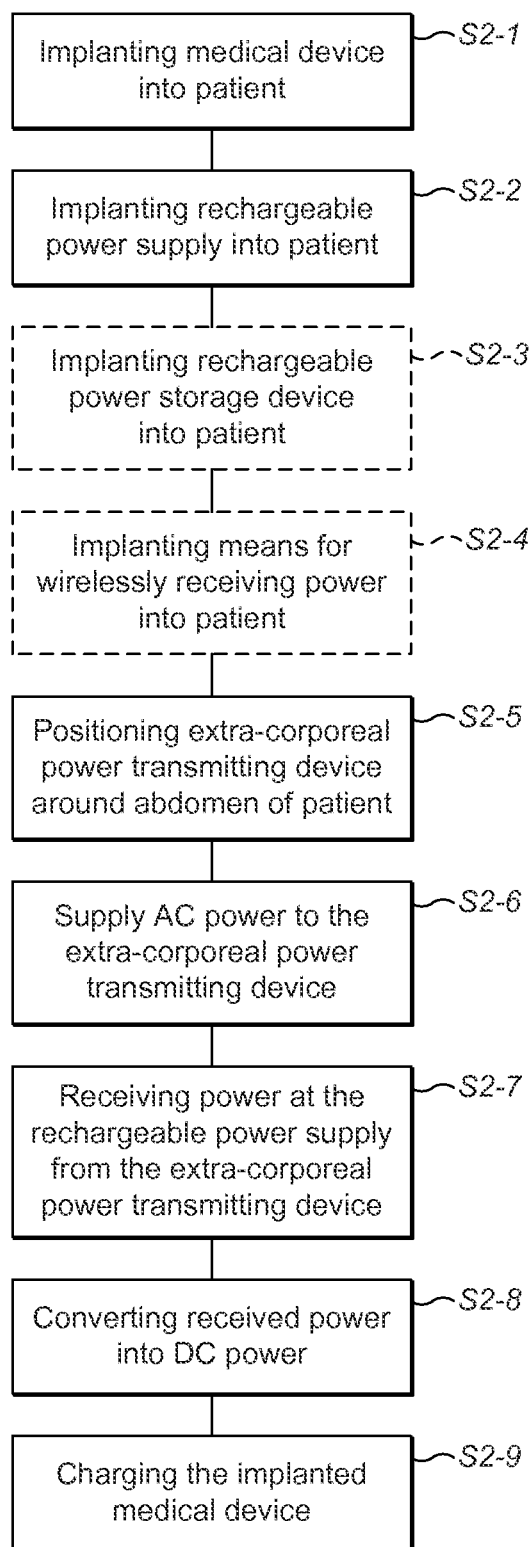 Implanting medical device
into patient
S2-1
Implanting rechargeable
power supply into patient
S2-2
Implanting rechargeable
power storage device
into patient
S2-3
Implanting means for
wirelessly receiving power
into patient
S2-4
Positioning extra-corporeal
power transmitting device
around abdomen of patient
S2-5
Supply AC power to the
extra-corporeal power
transmitting device
S2-6
Receiving power at the
rechargeable power supply
from the extra-corporeal
power transmitting device
S2-7
Converting received power
into DC power
S2-8
Charging the implanted
medical device
S2-9